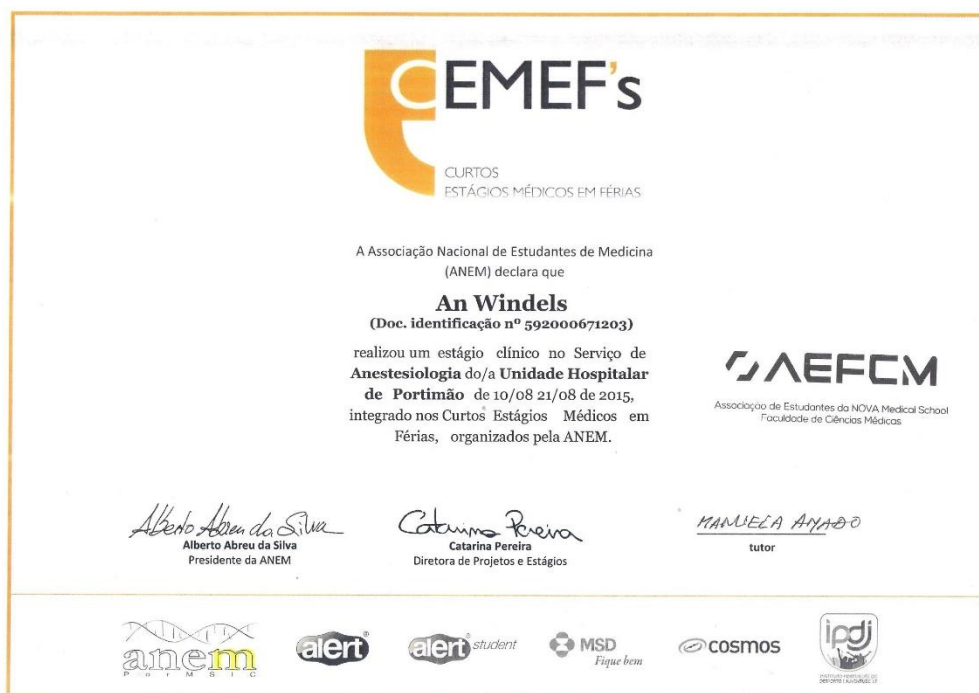 CEMEF's
CURTOS
ESTÁGIOS MÉDICOS EM FÉRIAS
A Associação Nacional de Estudantes de Medicina
(ANEM) declara que
An Windels
(Doc. identificação nº 592000671203)
realizou um estágio clínico no Serviço de
Anestesiologia do/a Unidade Hospitalar
de Portimão de 10/08 21/08 de 2015,
integrado nos Curtos Estágios Médicos em
Férias, organizados pela ANEM.
AEFCM
Associação de Estudantes da NOVA Medical School
Faculdade de Ciências Médicas
Alberto Abreu da Silva
Alberto Abreu da Silva
Presidente da ANEM
Catarina Pereira
Catarina Pereira
Diretora de Projetos e Estágios
MANUELA AMADO
tutor
anem
PorMSIC
alert®
alert® student
MSD
Fique bem
cosmos
ipdj